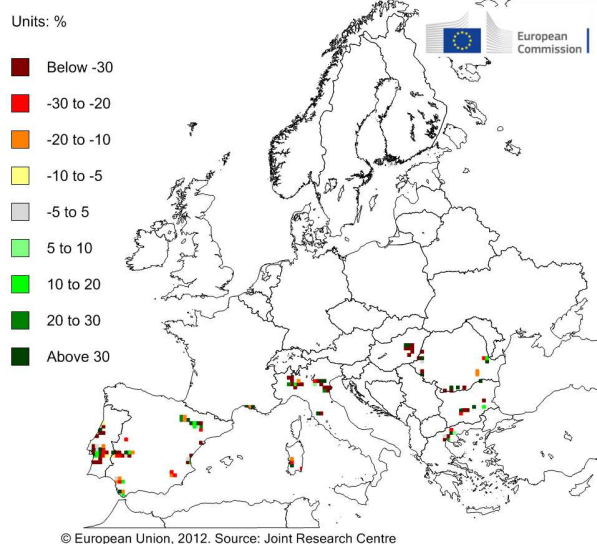 Units: %
European
Commission
Below -30
-30 to -20
-20 to -10
-10 to -5
-5 to 5
5 to 10
10 to 20
20 to 30
Above 30
© European Union, 2012. Source: Joint Research Centre